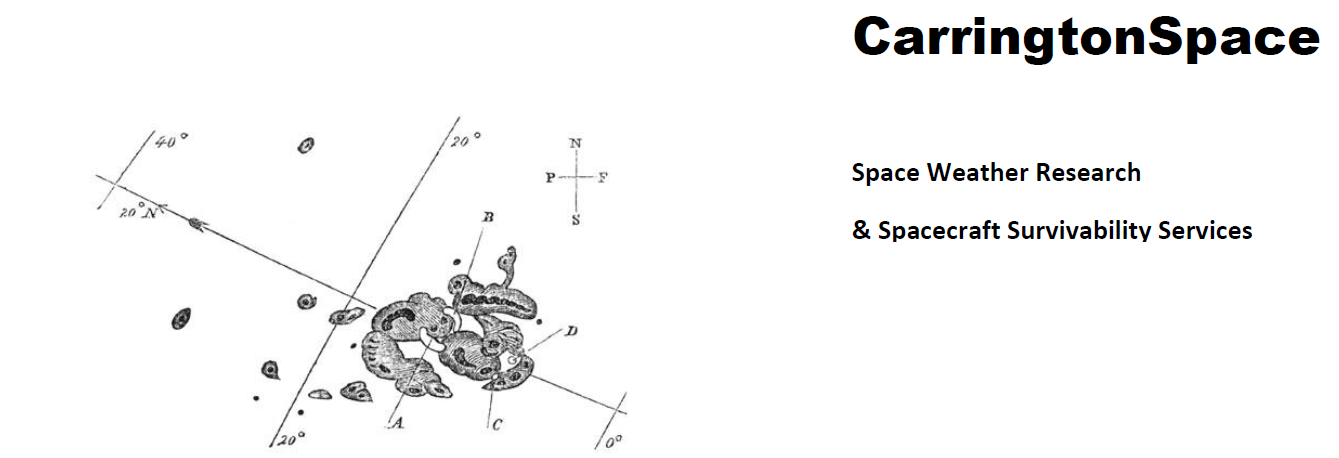 CarringtonSpace
Space Weather Research
& Spacecraft Survivability Services
40°
20°
N
P F
S
20°N
B
D
A
C
20°
0°